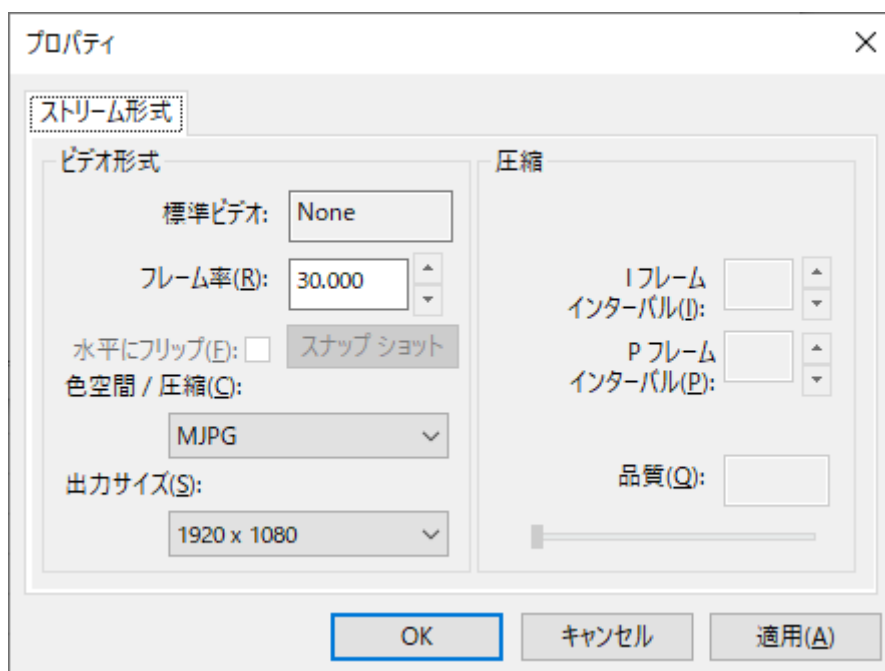 プロパティ
ストリーム形式
ビデオ形式
標準ビデオ: None
フレーム率(R): 30.000
水平にフリップ(F): スナップ ショット
色空間 / 圧縮(C):
MJPG
出力サイズ(S):
1920 x 1080
圧縮
I フレーム
インターバル(I):
P フレーム
インターバル(P):
品質(Q):
OK キャンセル 適用(A)